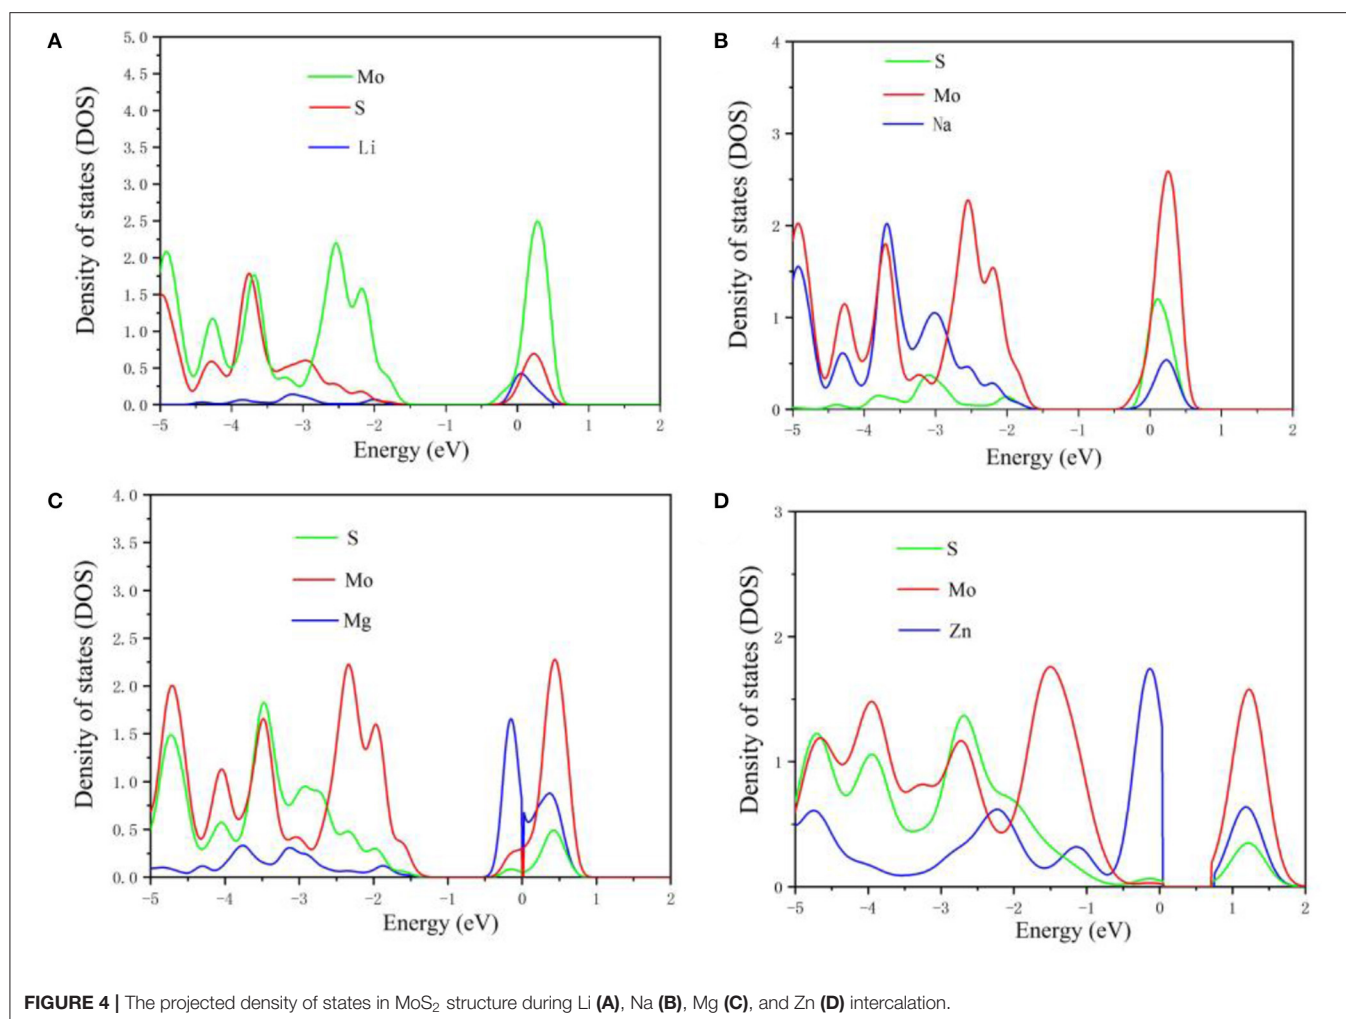 A
Density of states (DOS)
5.0
4.5
4.0
3.5
3.0
2.5
2.0
1.5
1.0
0.5
0.0
Mo
S
Li
-5 -4 -3 -2 -1 0 1 2
Energy (eV)
B
Density of states (DOS)
4
3
2
1
0
S
Mo
Na
-5 -4 -3 -2 -1 0 1 2
Energy (eV)
C
Density of states (DOS)
4.0
3.5
3.0
2.5
2.0
1.5
1.0
0.5
0.0
S
Mo
Mg
-5 -4 -3 -2 -1 0 1 2
Energy (eV)
D
Density of states (DOS)
3
2
1
0
S
Mo
Zn
-5 -4 -3 -2 -1 0 1 2
Energy (eV)
FIGURE 4 | The projected density of states in MoS₂ structure during Li (A), Na (B), Mg (C), and Zn (D) intercalation.